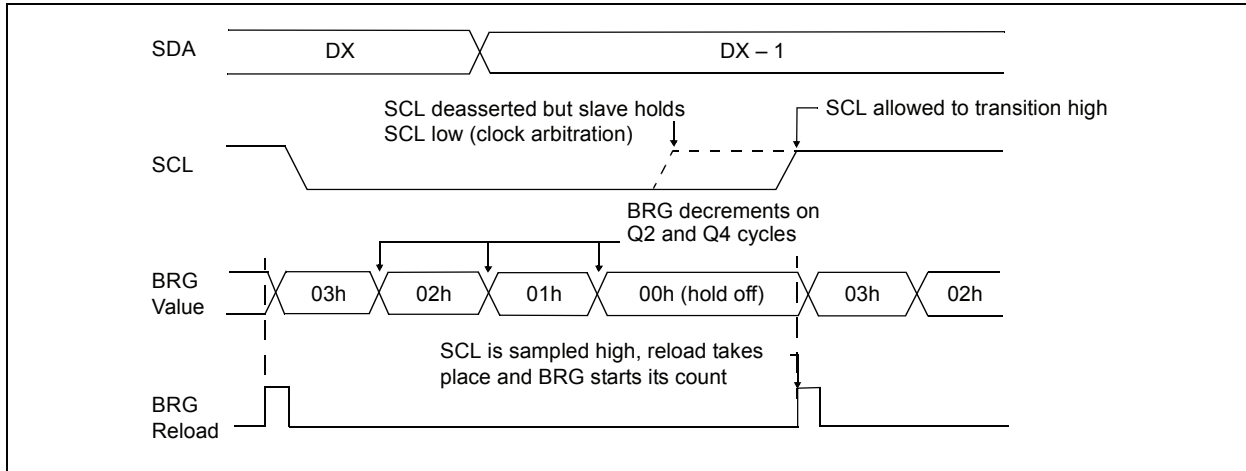 SDA
DX
DX – 1
SCL deasserted but slave holds
SCL low (clock arbitration)
SCL allowed to transition high
SCL
BRG decrements on
Q2 and Q4 cycles
BRG
Value
03h
02h
01h
00h (hold off)
03h
02h
SCL is sampled high, reload takes
place and BRG starts its count
BRG
Reload